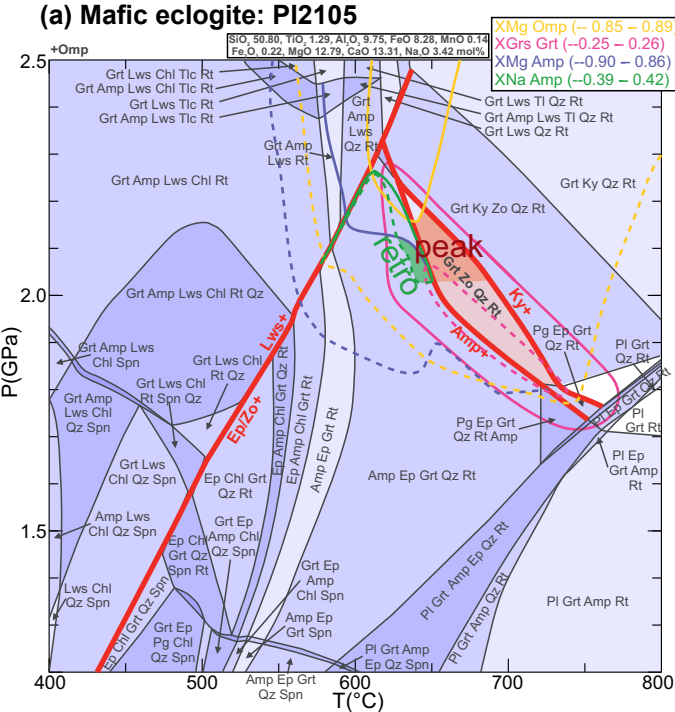 (a) Mafic eclogite: PI2105
+Omp
SiO₂ 50.80, TiO₂ 1.29, Al₂O₃ 9.75, FeO 8.28, MnO 0.14
Fe₂O₃ 0.22, MgO 12.79, CaO 13.31, Na₂O 3.42 mol%
XMg Omp (-- 0.85 – 0.89)
XGrs Grt (--0.25 – 0.26)
XMg Amp (--0.90 – 0.86)
XNa Amp (--0.39 – 0.42)
2.5
Grt Lws Chl Tlc Rt
Grt Amp Lws Chl Tlc Rt
Grt Lws Tlc Rt
Grt Amp Lws Tlc Rt
Grt
Amp
Lws
Qz Rt
Grt Lws Tl Qz Rt
Grt Amp Lws Tl Qz Rt
Grt Lws Qz Rt
Grt Amp
Lws Rt
Grt Amp Lws Chl Rt
Grt Ky Qz Rt
Grt Ky Zo Qz Rt
peak
retro
Grt Zo Qz Rt
Ky+
Amp+
2.0
P(GPa)
Grt Amp Lws Chl Rt Qz
Lws+
Ep/Zo+
Pg Ep Grt
Qz Rt
Pl Grt
Qz Rt
Pl Ep Grt Qz Rt
Pl
Grt Rt
Grt Amp Lws
Chl Spn
Grt Lws Chl
Rt Qz
Grt Lws Chl
Rt Spn Qz
Grt Amp
Lws Chl
Qz Spn
Ep Amp Chl Grt Qz Rt
Ep Amp Chl Grt Rt
Amp Ep Grt Rt
Pg Ep Grt
Qz Rt Amp
Pl Ep
Grt Amp
Rt
Grt Lws
Chl Qz Spn
Ep Chl Grt
Qz Rt
Amp Ep Grt Qz Rt
1.5
Amp Lws
Chl Qz Spn
Grt Ep
Amp Chl
Qz Spn
Ep Chl
Grt Qz
Spn Rt
Lws Chl
Qz Spn
Ep Chl Grt Qz Spn
Grt Ep
Pg Chl
Qz Spn
Grt Ep
Amp
Chl Spn
Amp Ep
Grt Spn
Pl Grt Amp
Ep Qz Spn
Pl Grt Amp Ep Qz Rt
Pl Grt Amp Qz Rt
Pl Grt Amp Rt
Amp Ep Grt
Qz Spn
400
500
600
700
800
T(°C)